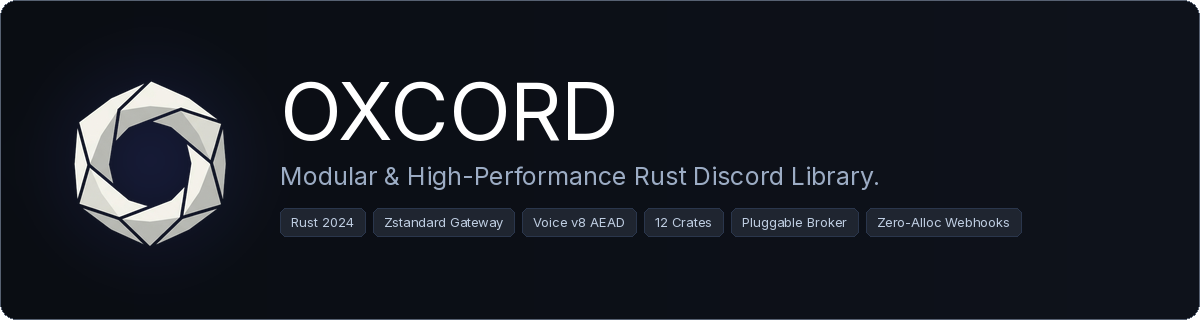 OXCORD
Modular & High-Performance Rust Discord Library.
Rust 2024 Zstandard Gateway Voice v8 AEAD 12 Crates Pluggable Broker Zero-Alloc Webhooks